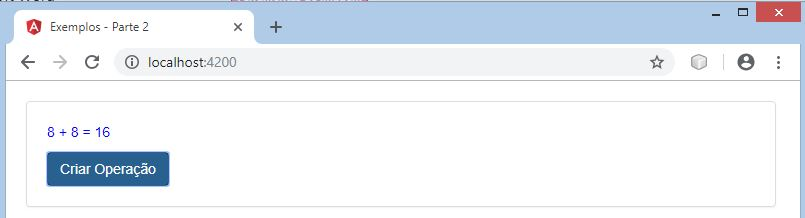 Exemplos - Parte 2
localhost:4200
8 + 8 = 16
Criar Operação